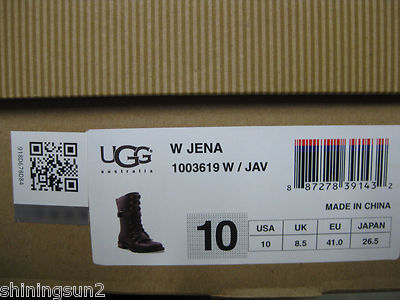 9180678084
UGG
australia
W JENA
1003619 W / JAV
8 87278 39143 2
MADE IN CHINA
10
USA UK EU JAPAN
10 8.5 41.0 26.5
shiningsun2